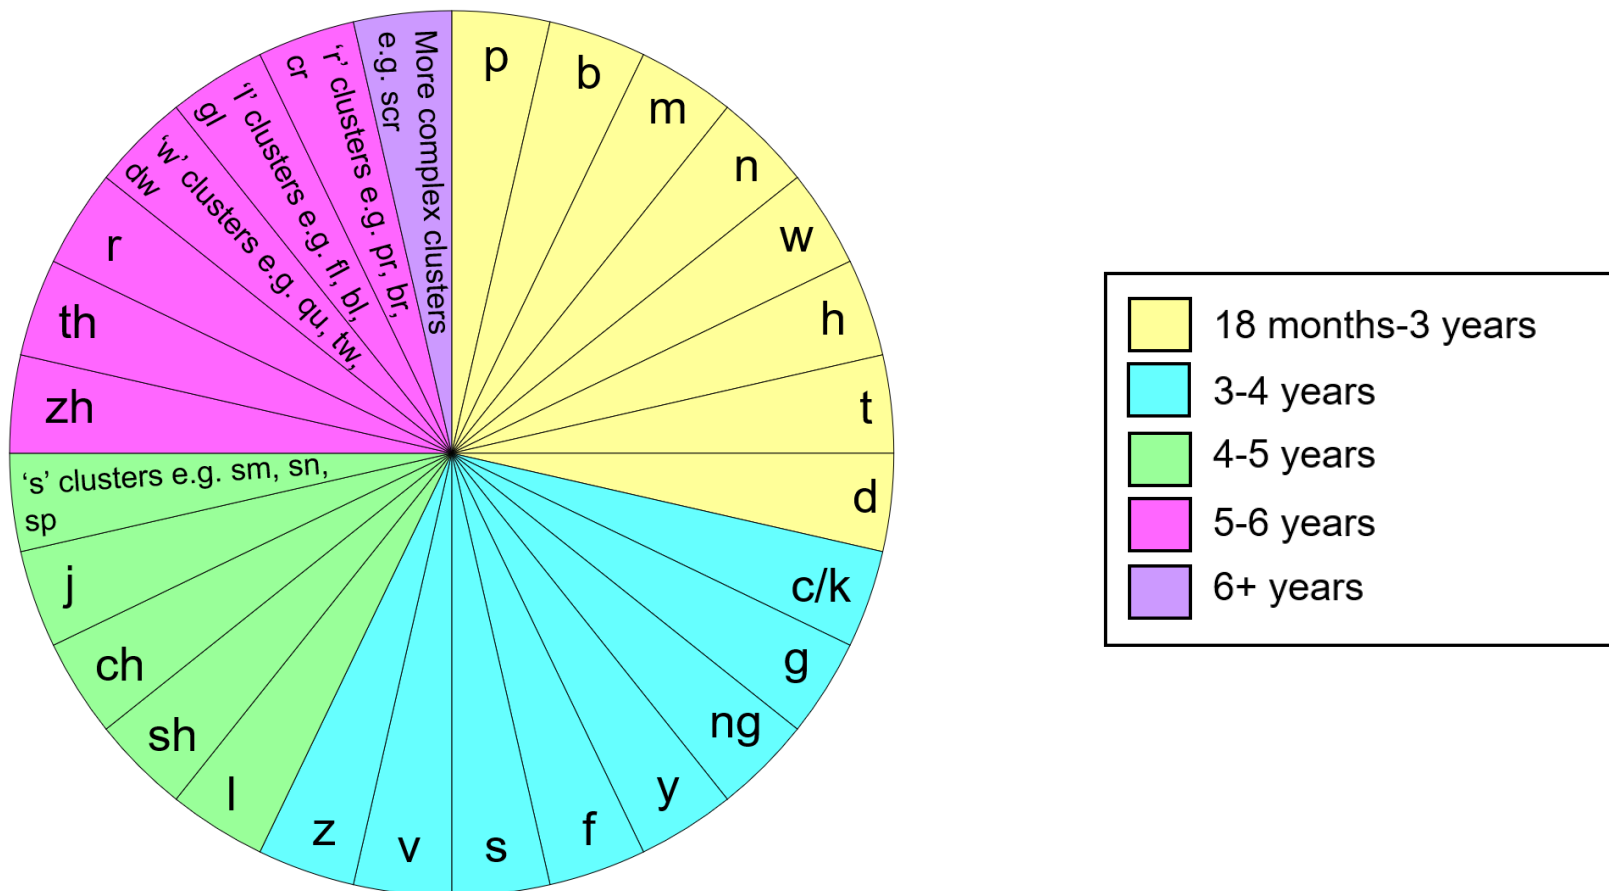 p
b
m
n
w
h
t
d
c/k
g
ng
y
f
s
v
z
l
sh
ch
j
‘s’ clusters e.g. sm, sn,
sp
zh
th
r
‘w’ clusters e.g. qu, tw,
dw
‘l’ clusters e.g. fl, bl,
gl
‘r’ clusters e.g. pr, br,
cr
More complex clusters
e.g. scr
18 months-3 years
3-4 years
4-5 years
5-6 years
6+ years